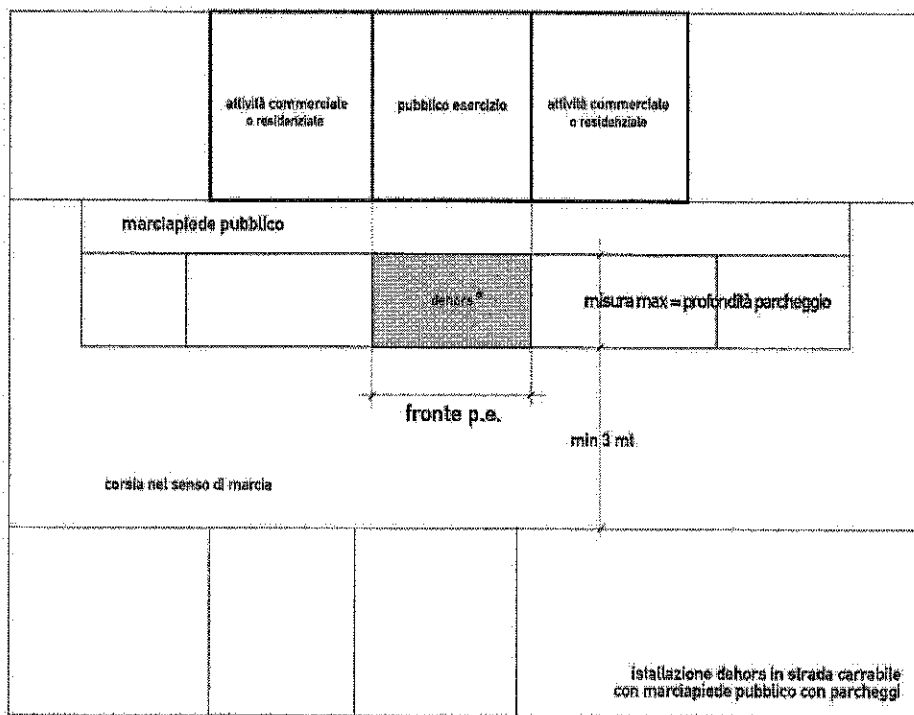 attività commerciale
o residenziale
pubblico esercizio
attività commerciale
o residenziale
marciapiede pubblico
dehors*
misura max = profondità parcheggio
fronte p.e.
min 3 mt
corsia nel senso di marcia
istallazione dehors in strada carrabile
con marciapiede pubblico con parcheggi